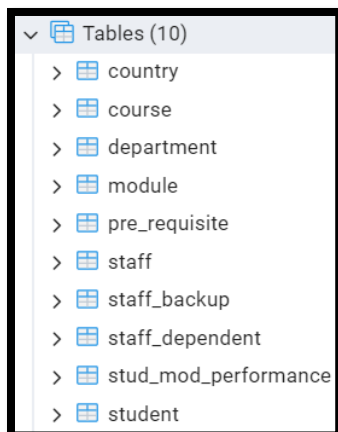 Tables (10)
country
course
department
module
pre_requisite
staff
staff_backup
staff_dependent
stud_mod_performance
student